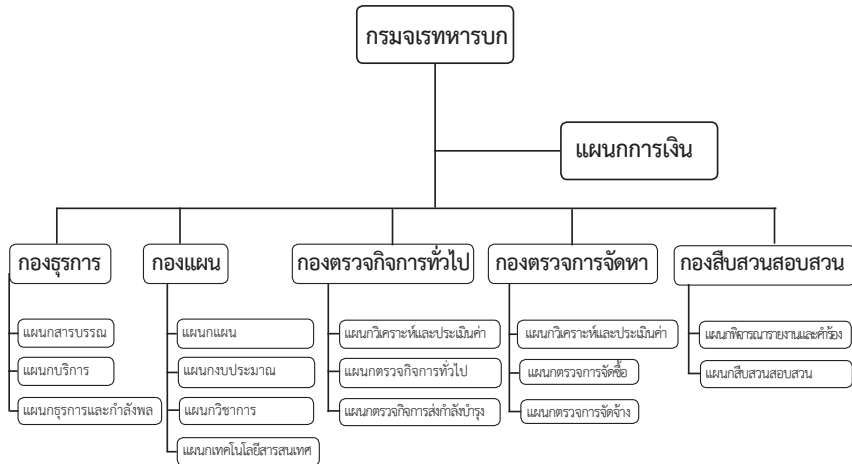 กรมจเรทหารบก
แผนกการเงิน
กองธุรการ
แผนกสารบรรณ
แผนกบริการ
แผนกธุรการและกำลังพล
กองแผน
แผนกแผน
แผนกงบประมาณ
แผนกวิชาการ
แผนกเทคโนโลยีสารสนเทศ
กองตรวจกิจการทั่วไป
แผนกวิเคราะห์และประเมินค่า
แผนกตรวจกิจการทั่วไป
แผนกตรวจกิจการส่งกำลังบำรุง
กองตรวจการจัดหา
แผนกวิเคราะห์และประเมินค่า
แผนกตรวจการจัดซื้อ
แผนกตรวจการจัดจ้าง
กองสืบสวนสอบสวน
แผนกพิจารณารายงานและคำร้อง
แผนกสืบสวนสอบสวน